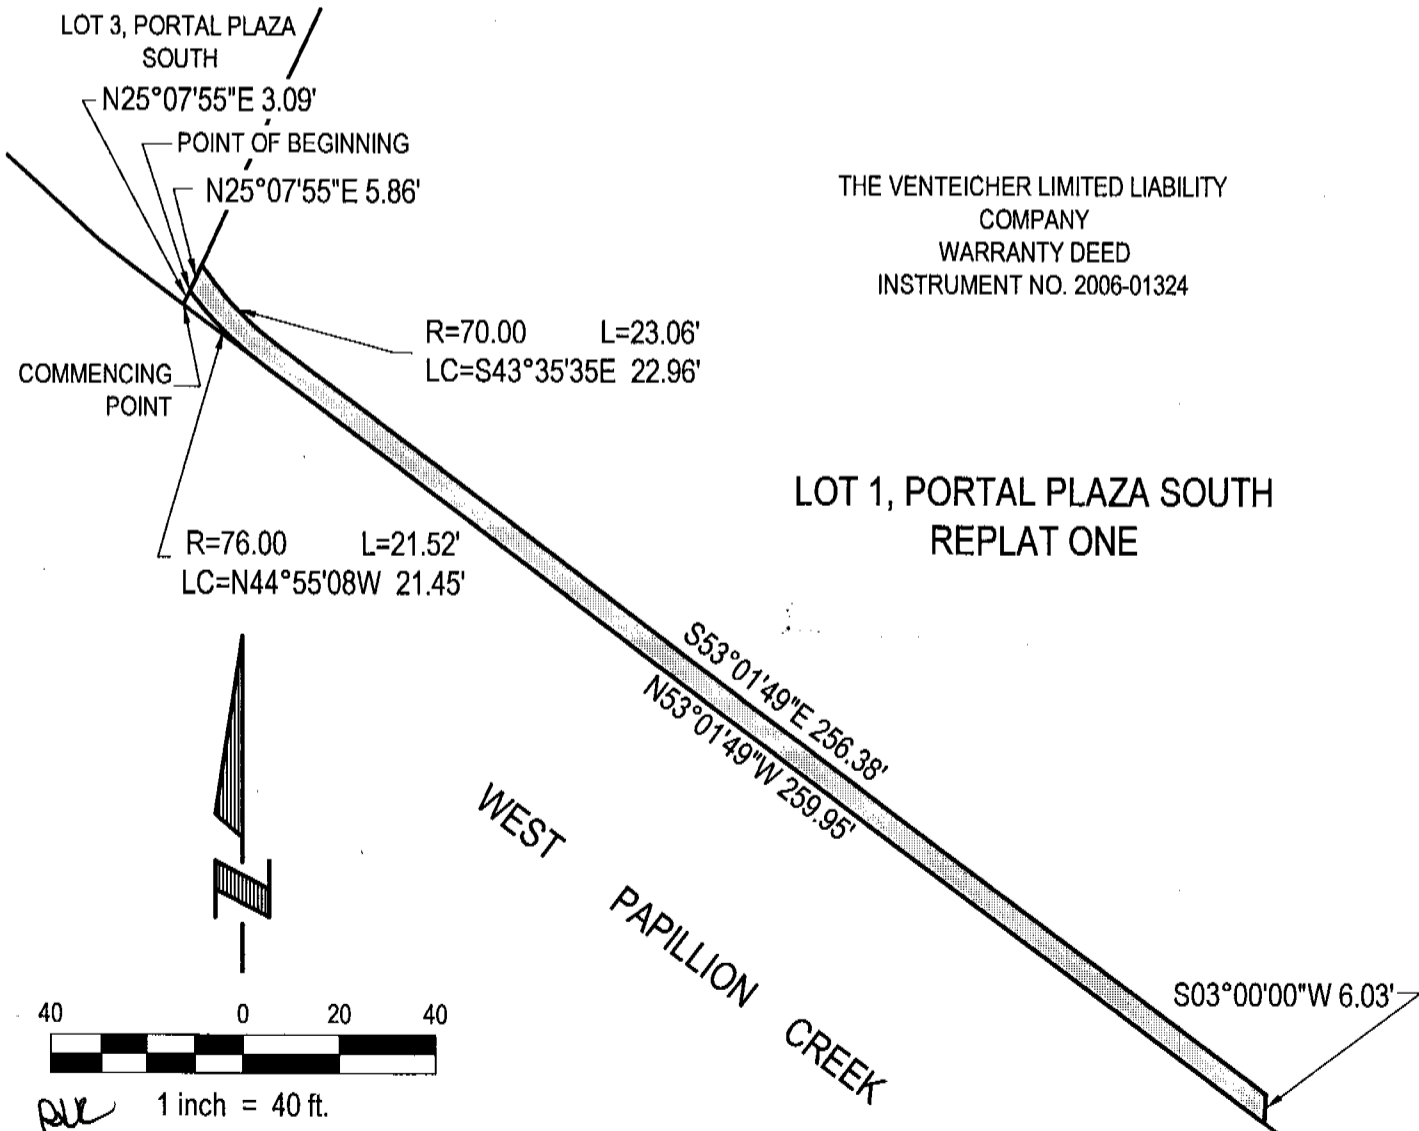 LOT 3, PORTAL PLAZA
SOUTH
N25°07'55"E 3.09'
POINT OF BEGINNING
N25°07'55"E 5.86'
THE VENTEICHER LIMITED LIABILITY
COMPANY
WARRANTY DEED
INSTRUMENT NO. 2006-01324
R=70.00 L=23.06'
LC=S43°35'35E 22.96'
COMMENCING
POINT
LOT 1, PORTAL PLAZA SOUTH
REPLAT ONE
R=76.00 L=21.52'
LC=N44°55'08W 21.45'
S53°01'49"E 256.38'
N53°01'49"W 259.95'
WEST PAPILLION CREEK
S03°00'00"W 6.03'
40 0 20 40
1 inch = 40 ft.